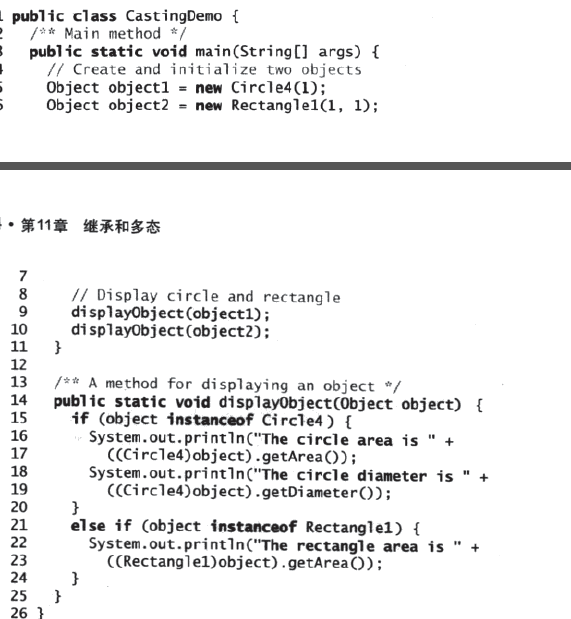 1 public class CastingDemo {
2 /** Main method */
3 public static void main(String[] args) {
4 // Create and initialize two objects
5 Object object1 = new Circle4(1);
6 Object object2 = new Rectangle1(1, 1);
• 第11章 继承和多态
7
8 // Display circle and rectangle
9 displayObject(object1);
10 displayObject(object2);
11 }
12
13 /** A method for displaying an object */
14 public static void displayObject(Object object) {
15 if (object instanceof Circle4) {
16 System.out.println("The circle area is " +
17 ((Circle4)object).getArea());
18 System.out.println("The circle diameter is " +
19 ((Circle4)object).getDiameter());
20 }
21 else if (object instanceof Rectangle1) {
22 System.out.println("The rectangle area is " +
23 ((Rectangle1)object).getArea());
24 }
25 }
26 }